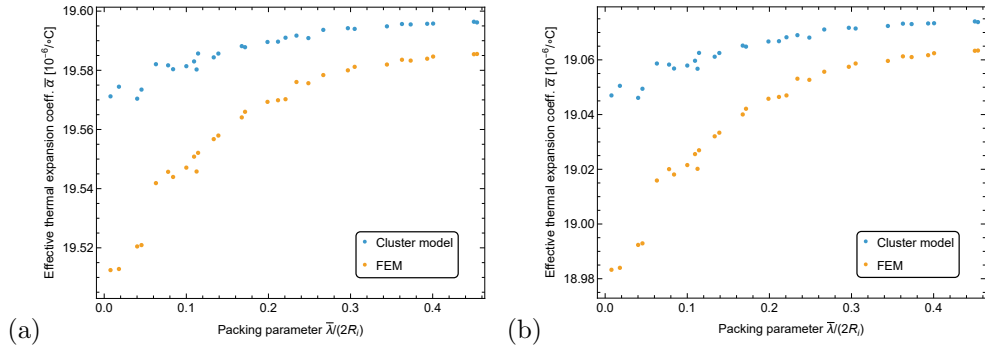 19.60
19.58
19.56
19.54
19.52
Effective thermal expansion coeff. α̅ [10⁻⁶/°C]
Cluster model
FEM
0.0 0.1 0.2 0.3 0.4
Packing parameter λ̅/(2Rᵢ)
(a)
19.06
19.04
19.02
19.00
18.98
Effective thermal expansion coeff. α̅ [10⁻⁶/°C]
Cluster model
FEM
0.0 0.1 0.2 0.3 0.4
Packing parameter λ̅/(2Rᵢ)
(b)